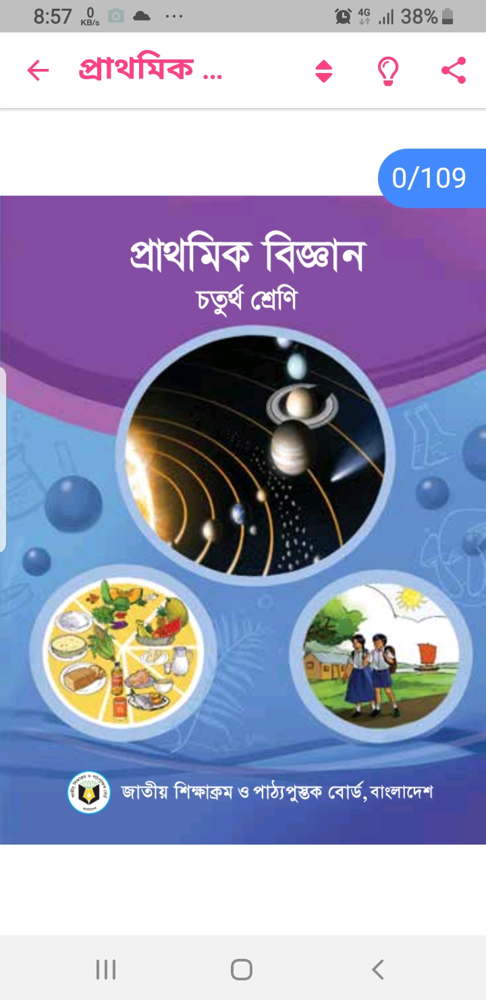 8:57 0 KB/s ... 4G 38%
প্রাথমিক ...
0/109
প্রাথমিক বিজ্ঞান
চতুর্থ শ্রেণি
জাতীয় শিক্ষাক্রম ও পাঠ্যপুস্তক বোর্ড, বাংলাদেশ